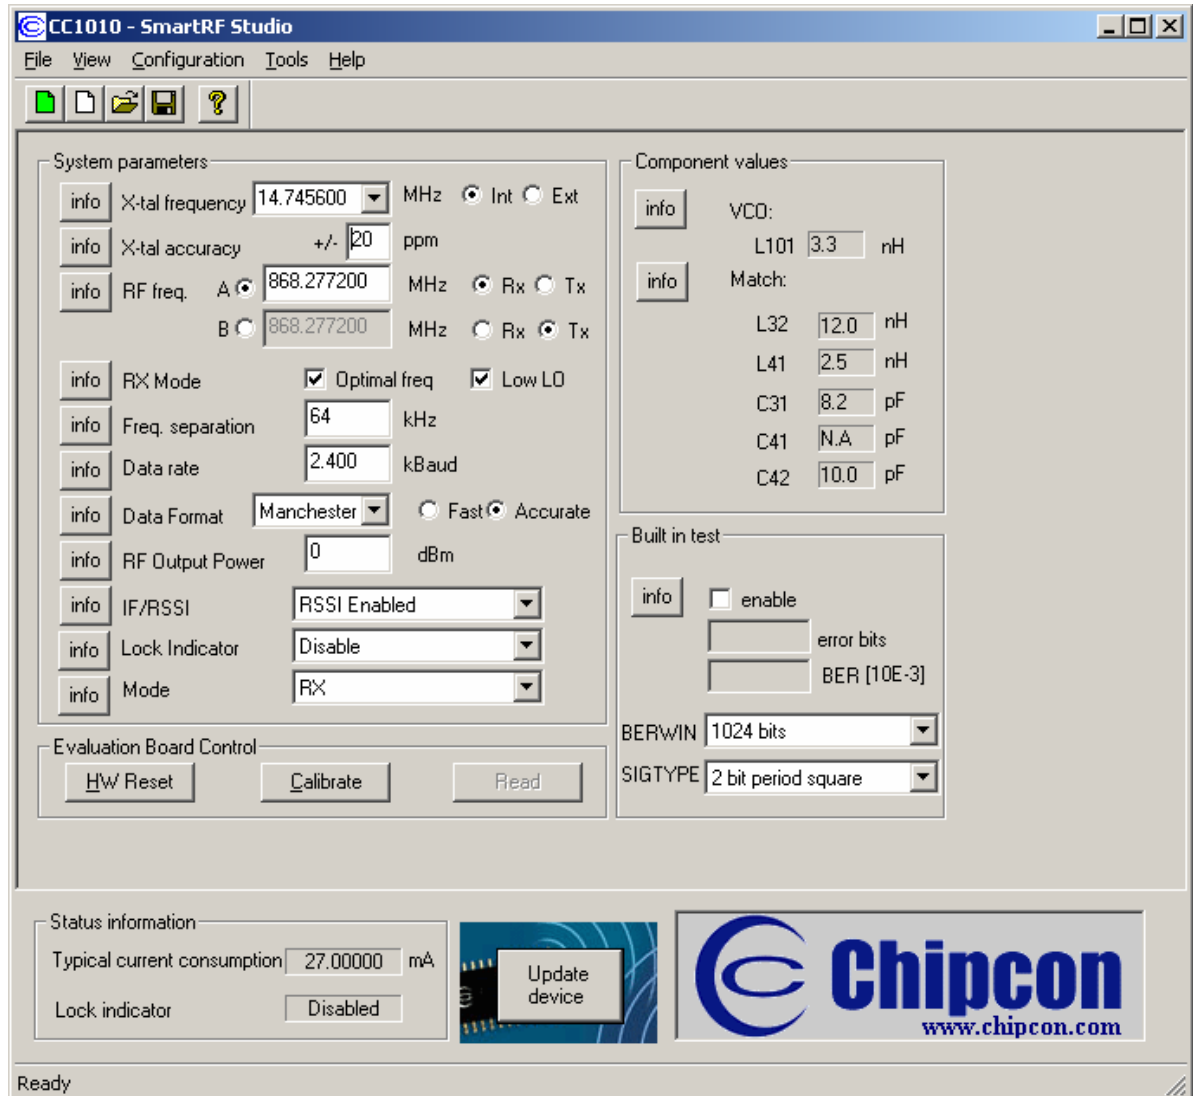 CC1010 - SmartRF Studio
File View Configuration Tools Help
System parameters
info X-tal frequency 14.745600 MHz Int Ext
info X-tal accuracy +/- 20 ppm
info RF freq. A 868.277200 MHz Rx Tx
B 868.277200 MHz Rx Tx
info RX Mode Optimal freq Low LO
info Freq. separation 64 kHz
info Data rate 2.400 kBaud
info Data Format Manchester Fast Accurate
info RF Output Power 0 dBm
info IF/RSSI RSSI Enabled
info Lock Indicator Disable
info Mode RX
Evaluation Board Control
HW Reset Calibrate Read
Component values
info VCO:
L101 3.3 nH
info Match:
L32 12.0 nH
L41 2.5 nH
C31 8.2 pF
C41 N.A pF
C42 10.0 pF
Built in test
info enable
error bits
BER [10E-3]
BERWIN 1024 bits
SIGTYPE 2 bit period square
Status information
Typical current consumption 27.00000 mA
Lock indicator Disabled
Update
device
Chipcon
www.chipcon.com
Ready